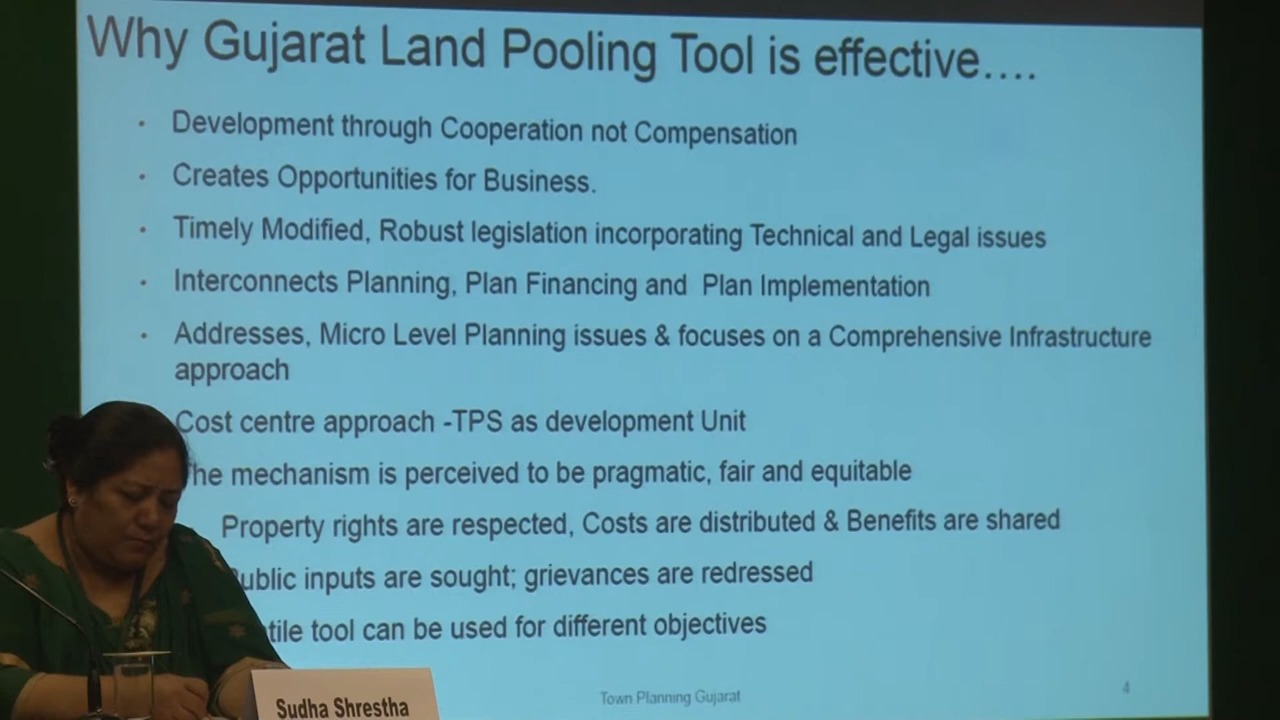 Why Gujarat Land Pooling Tool is effective....
• Development through Cooperation not Compensation
• Creates Opportunities for Business.
• Timely Modified, Robust legislation incorporating Technical and Legal issues
• Interconnects Planning, Plan Financing and Plan Implementation
• Addresses, Micro Level Planning issues & focuses on a Comprehensive Infrastructure
approach
Cost centre approach -TPS as development Unit
mechanism is perceived to be pragmatic, fair and equitable
Property rights are respected, Costs are distributed & Benefits are shared
inputs are sought; grievances are redressed
tool can be used for different objectives
Town Planning Gujarat
4
Sudha Shrestha